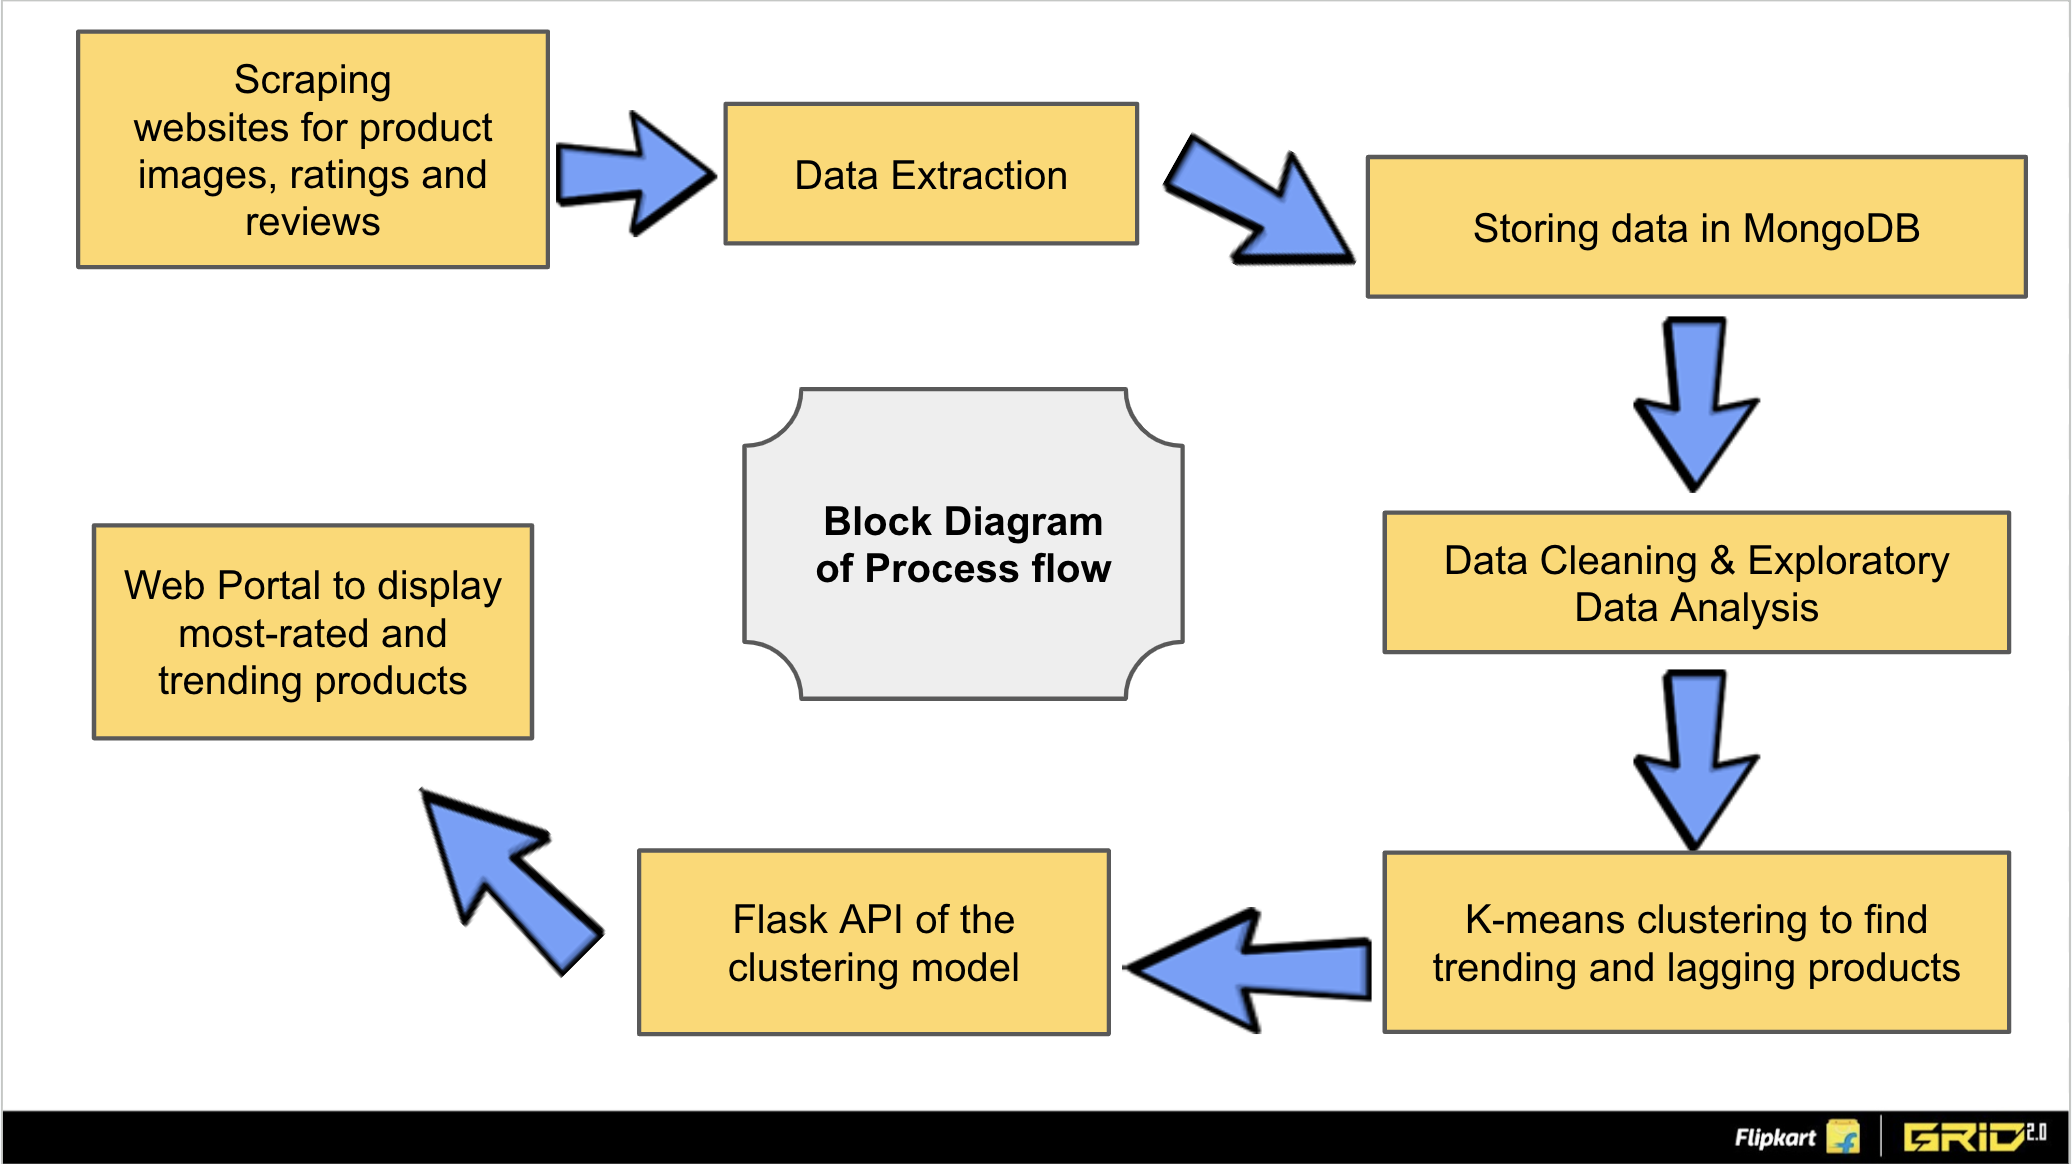 Scraping
websites for product
images, ratings and
reviews
Data Extraction
Storing data in MongoDB
Data Cleaning & Exploratory
Data Analysis
K-means clustering to find
trending and lagging products
Flask API of the
clustering model
Web Portal to display
most-rated and
trending products
Block Diagram
of Process flow
Flipkart
GRiD 2.0